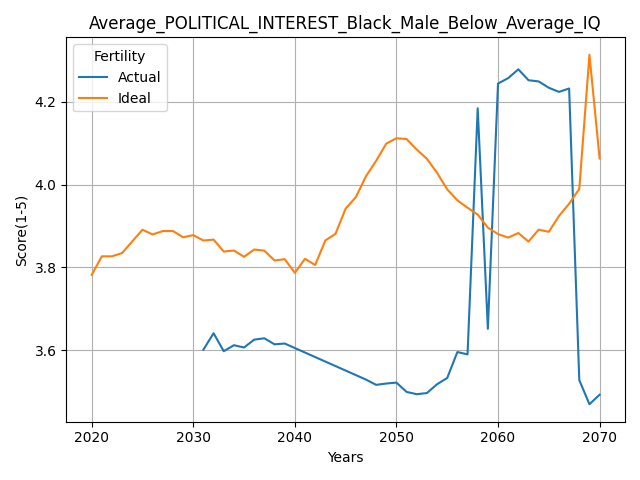 Average_POLITICAL_INTEREST_Black_Male_Below_Average_IQ
Fertility
Actual
Ideal
4.2
4.0
3.8
3.6
Score(1-5)
2020 2030 2040 2050 2060 2070
Years